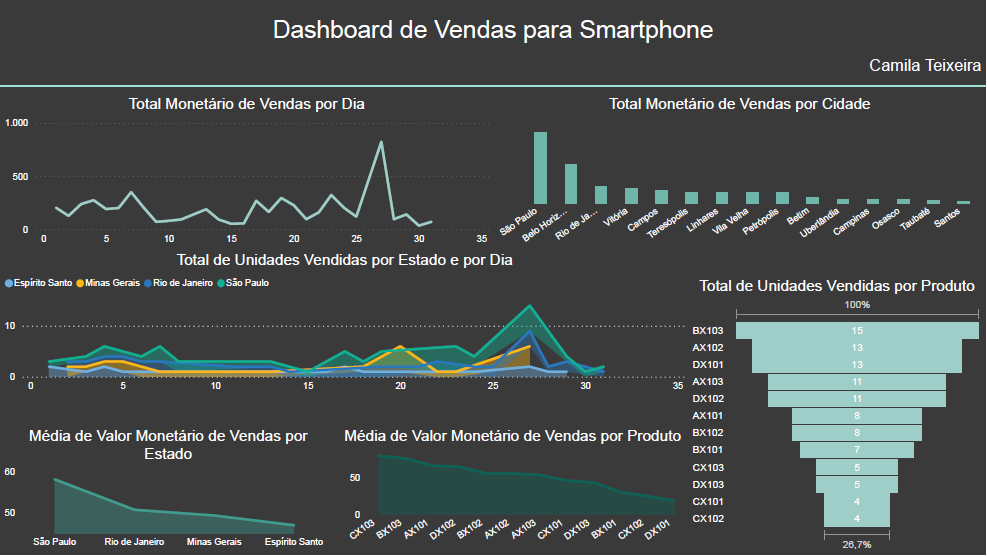 Dashboard de Vendas para Smartphone
Camila Teixeira
Total Monetário de Vendas por Dia
1.000
500
0
0 5 10 15 20 25 30 35
Total Monetário de Vendas por Cidade
São Paulo
Belo Horiz...
Rio de Ja...
Vitória
Campos
Teresópolis
Linhares
Vila Velha
Petrópolis
Betim
Uberlândia
Campinas
Osasco
Taubaté
Santos
Total de Unidades Vendidas por Estado e por Dia
Espírito Santo Minas Gerais Rio de Janeiro São Paulo
10
0
0 5 10 15 20 25 30 35
Média de Valor Monetário de Vendas por
Estado
60
50
São Paulo Rio de Janeiro Minas Gerais Espírito Santo
Média de Valor Monetário de Vendas por Produto
50
0
CX103
BX103
AX101
DX102
BX102
AX102
AX103
CX101
DX103
BX101
CX102
DX101
Total de Unidades Vendidas por Produto
100%
BX103 15
AX102 13
DX101 13
AX103 11
DX102 11
AX101 8
BX102 8
BX101 7
CX103 5
DX103 5
CX101 4
CX102 4
26,7%